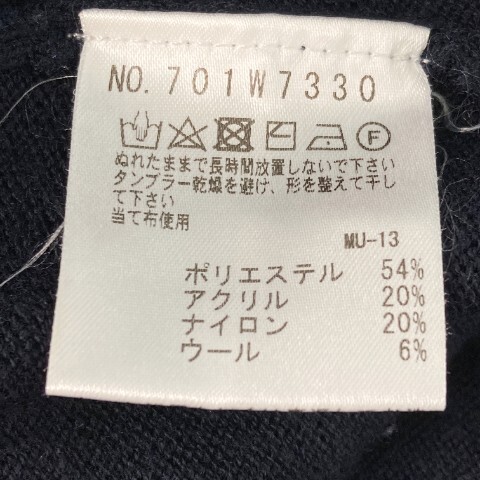 NO.701W7330
ぬれたままで長時間放置しないで下さい
タンブラー乾燥を避け、形を整えて干し
て下さい
当て布使用
MU-13
ポリエステル 54%
アクリル 20%
ナイロン 20%
ウール 6%